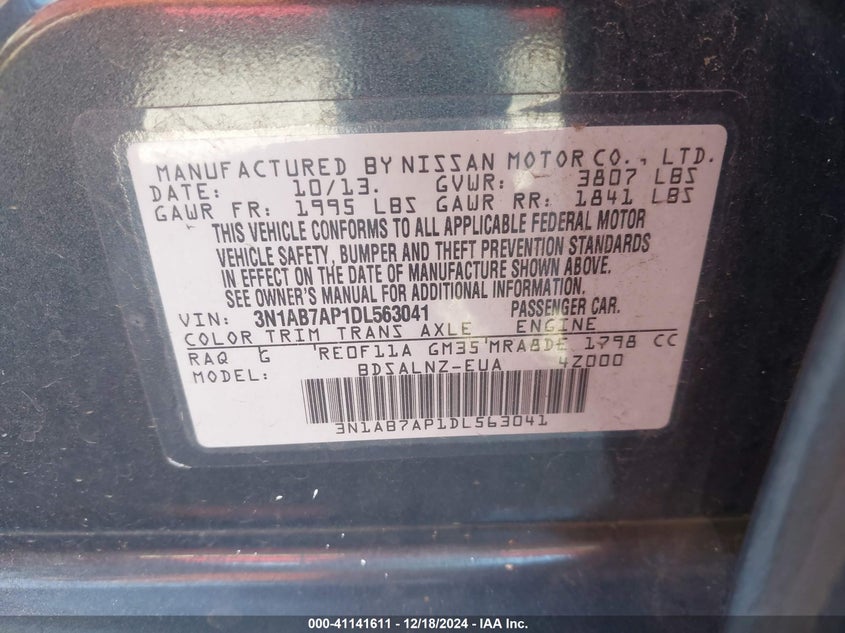 MANUFACTURED BY NISSAN MOTOR CO., LTD.
DATE: 10/13. GVWR: 3807 LBS
GAWR FR: 1995 LBS GAWR RR: 1841 LBS
THIS VEHICLE CONFORMS TO ALL APPLICABLE FEDERAL MOTOR
VEHICLE SAFETY, BUMPER AND THEFT PREVENTION STANDARDS
IN EFFECT ON THE DATE OF MANUFACTURE SHOWN ABOVE.
SEE OWNER'S MANUAL FOR ADDITIONAL INFORMATION.
VIN: 3N1AB7AP1DL563041 PASSENGER CAR.
COLOR TRIM TRANS AXLE ENGINE
RAQ G RE0F11A GM35 MRA8DE 1798 CC
MODEL: BDSALNZ-EUA 4Z000
3N1AB7AP1DL563041
000-41141611 - 12/18/2024 - IAA Inc.